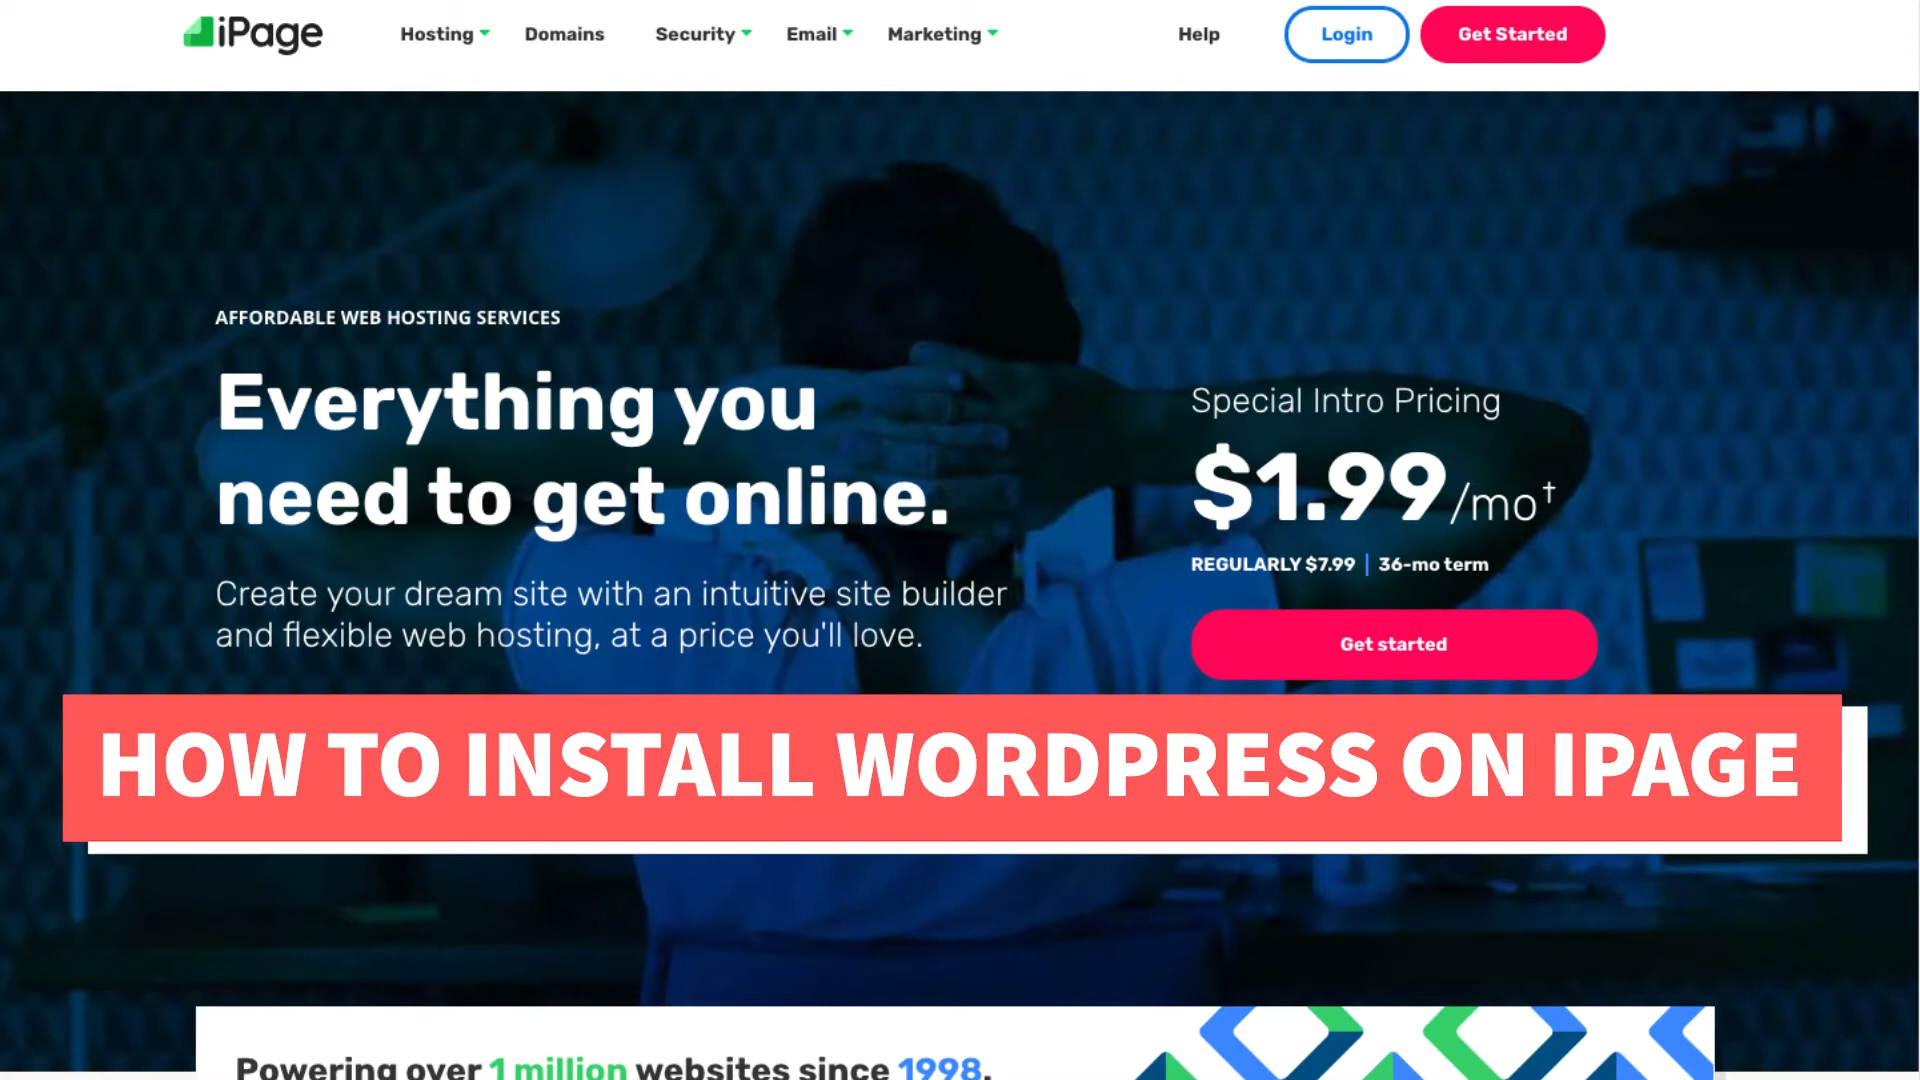 iPage
Hosting Domains Security Email Marketing Help Login Get Started
AFFORDABLE WEB HOSTING SERVICES
Everything you
need to get online.
Create your dream site with an intuitive site builder
and flexible web hosting, at a price you'll love.
Special Intro Pricing
$1.99/mo†
REGULARLY $7.99 | 36-mo term
Get started
HOW TO INSTALL WORDPRESS ON IPAGE
Powering over 1 million websites since 1998.